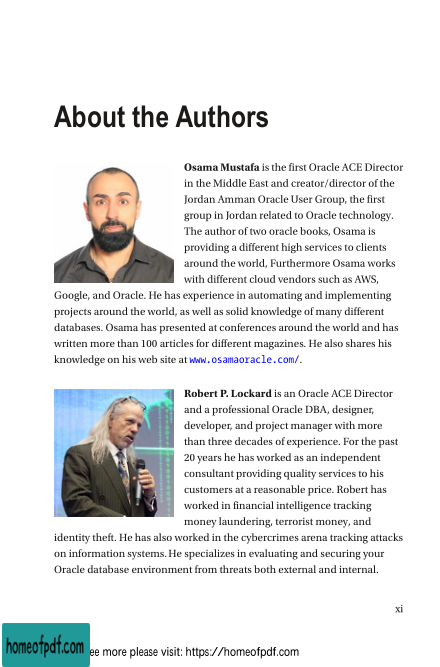 About the Authors
Osama Mustafa is the first Oracle ACE Director
in the Middle East and creator/director of the
Jordan Amman Oracle User Group, the first
group in Jordan related to Oracle technology.
The author of two oracle books, Osama is
providing a different high services to clients
around the world, Furthermore Osama works
with different cloud vendors such as AWS,
Google, and Oracle. He has experience in automating and implementing
projects around the world, as well as solid knowledge of many different
databases. Osama has presented at conferences around the world and has
written more than 100 articles for different magazines. He also shares his
knowledge on his web site at www.osamaoracle.com/.
Robert P. Lockard is an Oracle ACE Director
and a professional Oracle DBA, designer,
developer, and project manager with more
than three decades of experience. For the past
20 years he has worked as an independent
consultant providing quality services to his
customers at a reasonable price. Robert has
worked in financial intelligence tracking
money laundering, terrorist money, and
identity theft. He has also worked in the cybercrimes arena tracking attacks
on information systems. He specializes in evaluating and securing your
Oracle database environment from threats both external and internal.
xi
homeofpdf.com
ee more please visit: https://homeofpdf.com